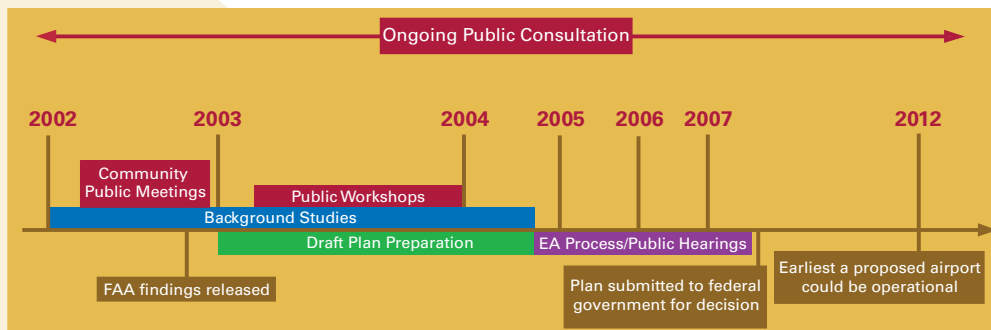 Ongoing Public Consultation
2002
2003
2004
2005
2006
2007
2012
Community
Public Meetings
Public Workshops
Background Studies
Draft Plan Preparation
EA Process/Public Hearings
FAA findings released
Plan submitted to federal
government for decision
Earliest a proposed airport
could be operational